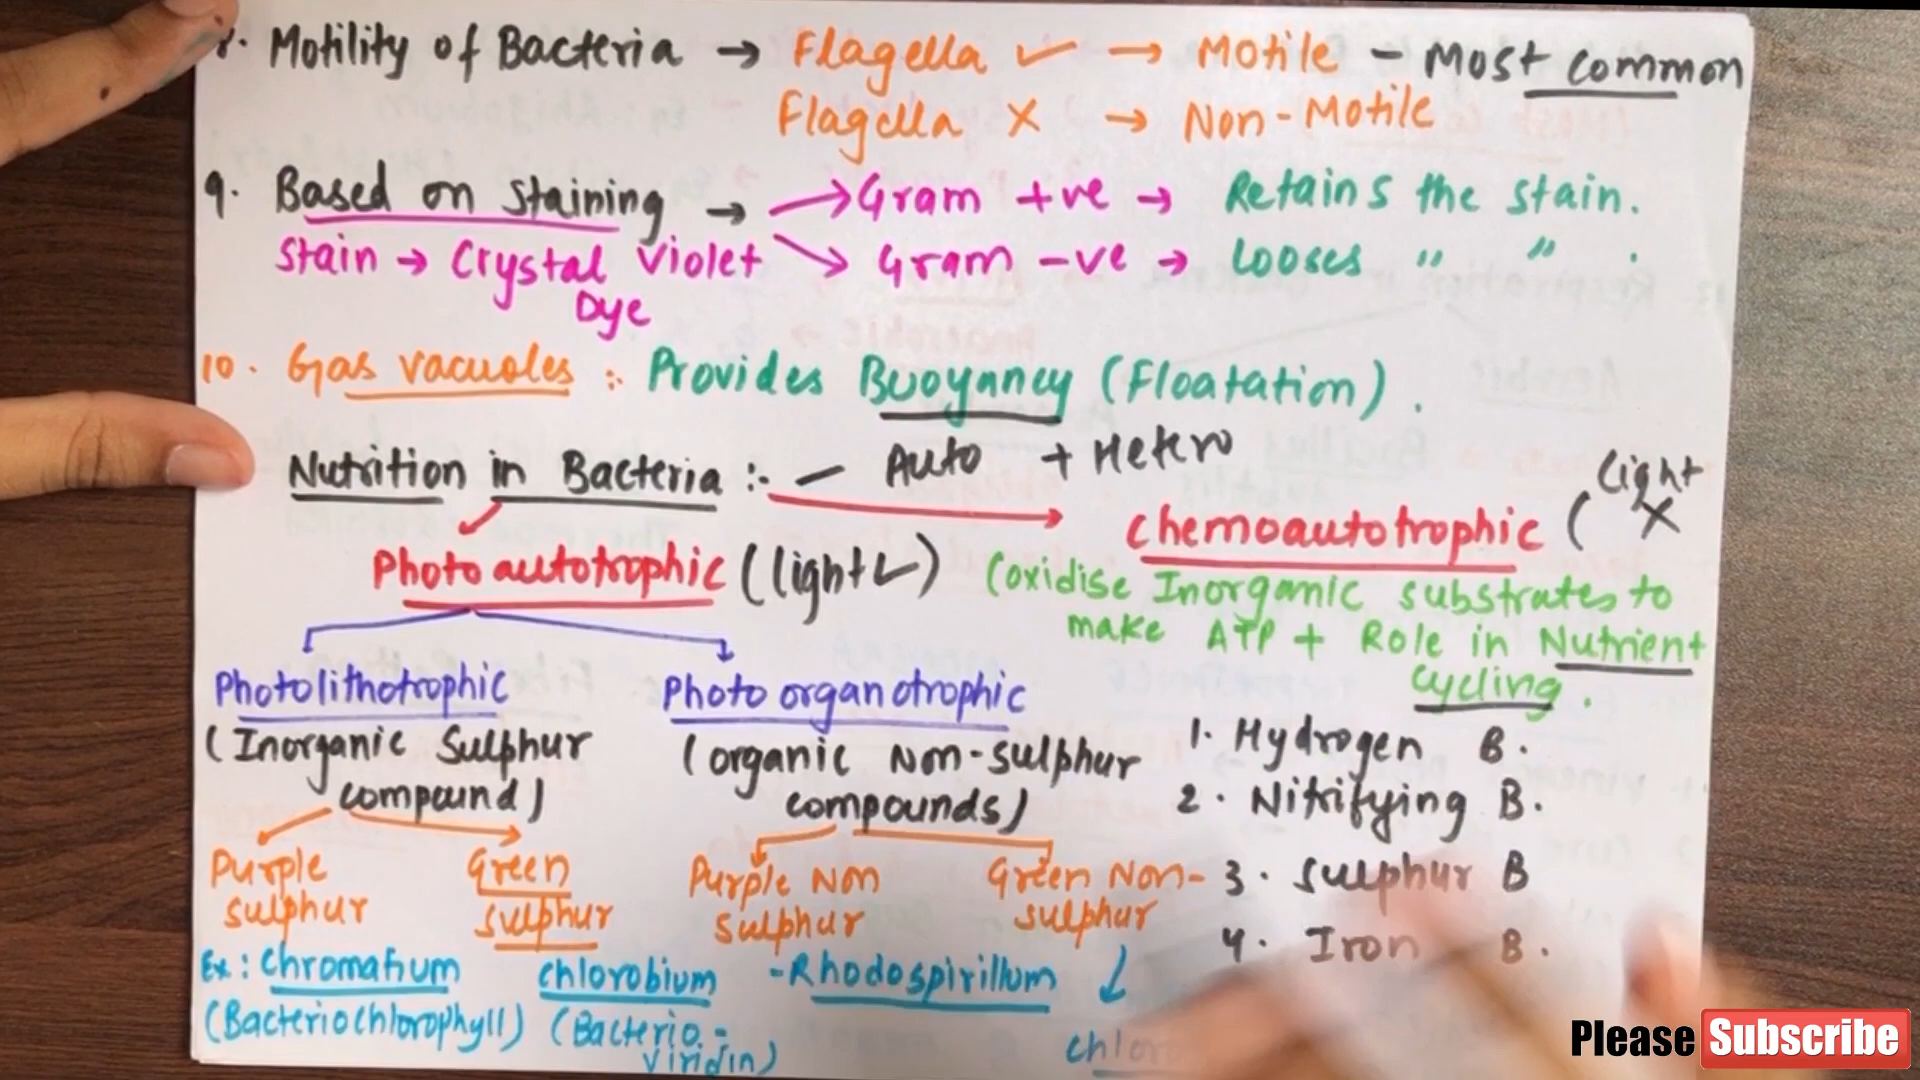 8. Motility of Bacteria → Flagella ✓ → Motile - Most common
Flagella X → Non-Motile
9. Based on staining → Gram +ve → Retains the stain.
Stain → Crystal Violet Gram -ve → Looses " " .
Dye
10. Gas vacuoles :- Provides Buoyancy (Floatation) .
Nutrition in Bacteria :- - Auto + Hetero
Light
Chemoautotrophic ( X
Photoautotrophic (light ✓)
(oxidise Inorganic substrates to
make ATP + Role in Nutrient
cycling .
Photolithotrophic Photo organotrophic
(Inorganic Sulphur
compound)
(organic Non-sulphur
compounds)
1. Hydrogen B.
2. Nitrifying B.
3. Sulphur B
4. Iron B.
Purple
sulphur
Green
sulphur
Purple Non
sulphur
Green Non-
sulphur
Ex: Chromatium chlorobium - Rhodospirillum ↓
(Bacteriochlorophyll) (Bacterio-
viridin)
Please Subscribe